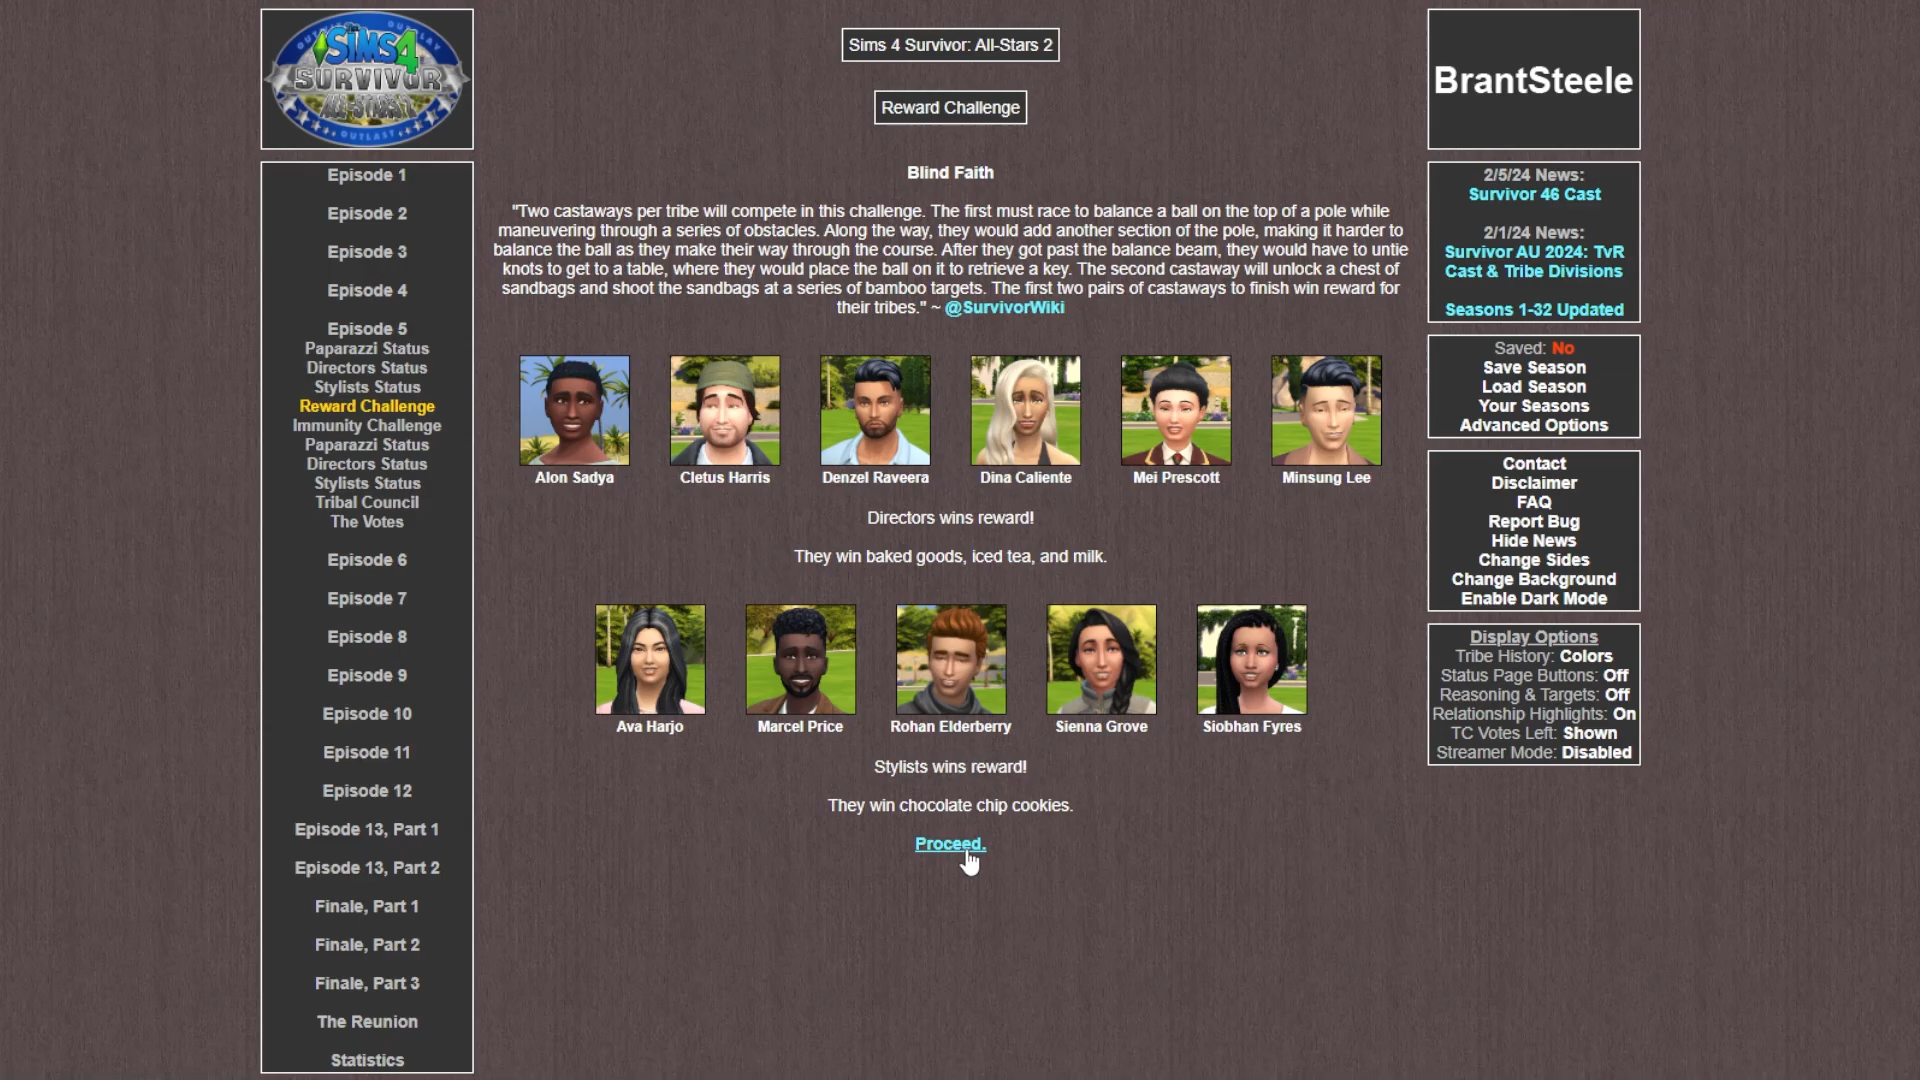 THE SIMS 4
SURVIVOR
ALL-STARS 2
OUTLAST
Episode 1
Episode 2
Episode 3
Episode 4
Episode 5
Paparazzi Status
Directors Status
Stylists Status
Reward Challenge
Immunity Challenge
Paparazzi Status
Directors Status
Stylists Status
Tribal Council
The Votes
Episode 6
Episode 7
Episode 8
Episode 9
Episode 10
Episode 11
Episode 12
Episode 13, Part 1
Episode 13, Part 2
Finale, Part 1
Finale, Part 2
Finale, Part 3
The Reunion
Statistics
Sims 4 Survivor: All-Stars 2
Reward Challenge
Blind Faith
"Two castaways per tribe will compete in this challenge. The first must race to balance a ball on the top of a pole while
maneuvering through a series of obstacles. Along the way, they would add another section of the pole, making it harder to
balance the ball as they make their way through the course. After they got past the balance beam, they would have to untie
knots to get to a table, where they would place the ball on it to retrieve a key. The second castaway will unlock a chest of
sandbags and shoot the sandbags at a series of bamboo targets. The first two pairs of castaways to finish win reward for
their tribes." ~ @SurvivorWiki
Alon Sadya Cletus Harris Denzel Raveera Dina Caliente Mei Prescott Minsung Lee
Directors wins reward!
They win baked goods, iced tea, and milk.
Ava Harjo Marcel Price Rohan Elderberry Sienna Grove Siobhan Fyres
Stylists wins reward!
They win chocolate chip cookies.
Proceed.
BrantSteele
2/5/24 News:
Survivor 46 Cast
2/1/24 News:
Survivor AU 2024: TvR
Cast & Tribe Divisions
Seasons 1-32 Updated
Saved: No
Save Season
Load Season
Your Seasons
Advanced Options
Contact
Disclaimer
FAQ
Report Bug
Hide News
Change Sides
Change Background
Enable Dark Mode
Display Options
Tribe History: Colors
Status Page Buttons: Off
Reasoning & Targets: Off
Relationship Highlights: On
TC Votes Left: Shown
Streamer Mode: Disabled